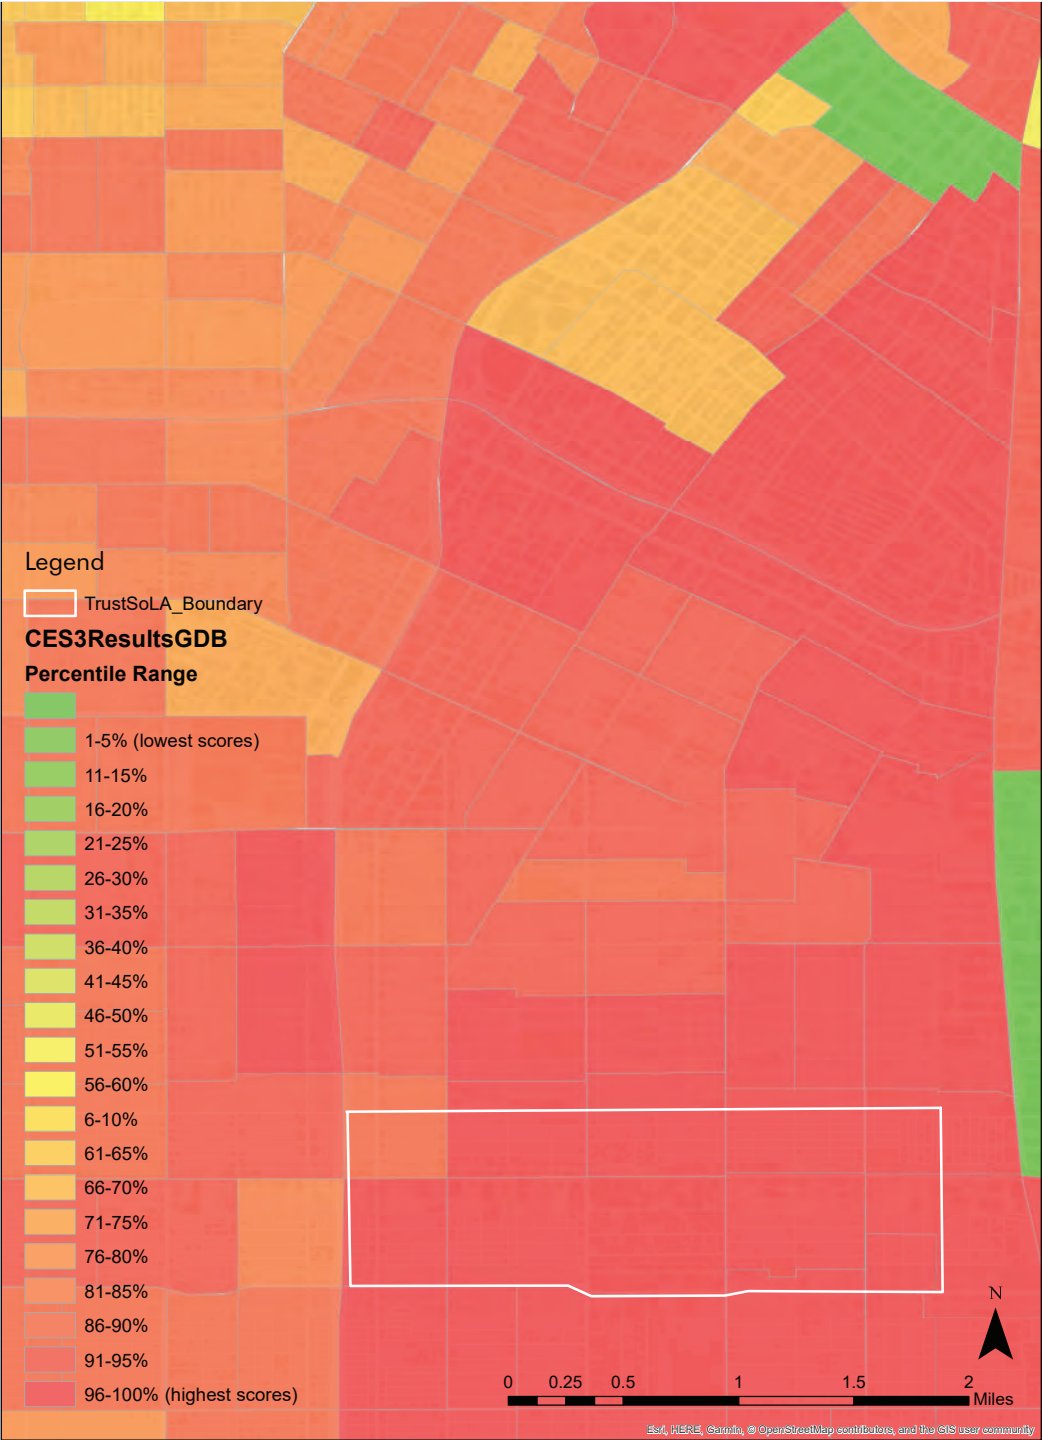 Legend
TrustSoLA_Boundary
CES3ResultsGDB
Percentile Range
1-5% (lowest scores)
11-15%
16-20%
21-25%
26-30%
31-35%
36-40%
41-45%
46-50%
51-55%
56-60%
6-10%
61-65%
66-70%
71-75%
76-80%
81-85%
86-90%
91-95%
96-100% (highest scores)
N
0 0.25 0.5 1 1.5 2
Miles
Esri, HERE, Garmin, © OpenStreetMap contributors, and the GIS user community